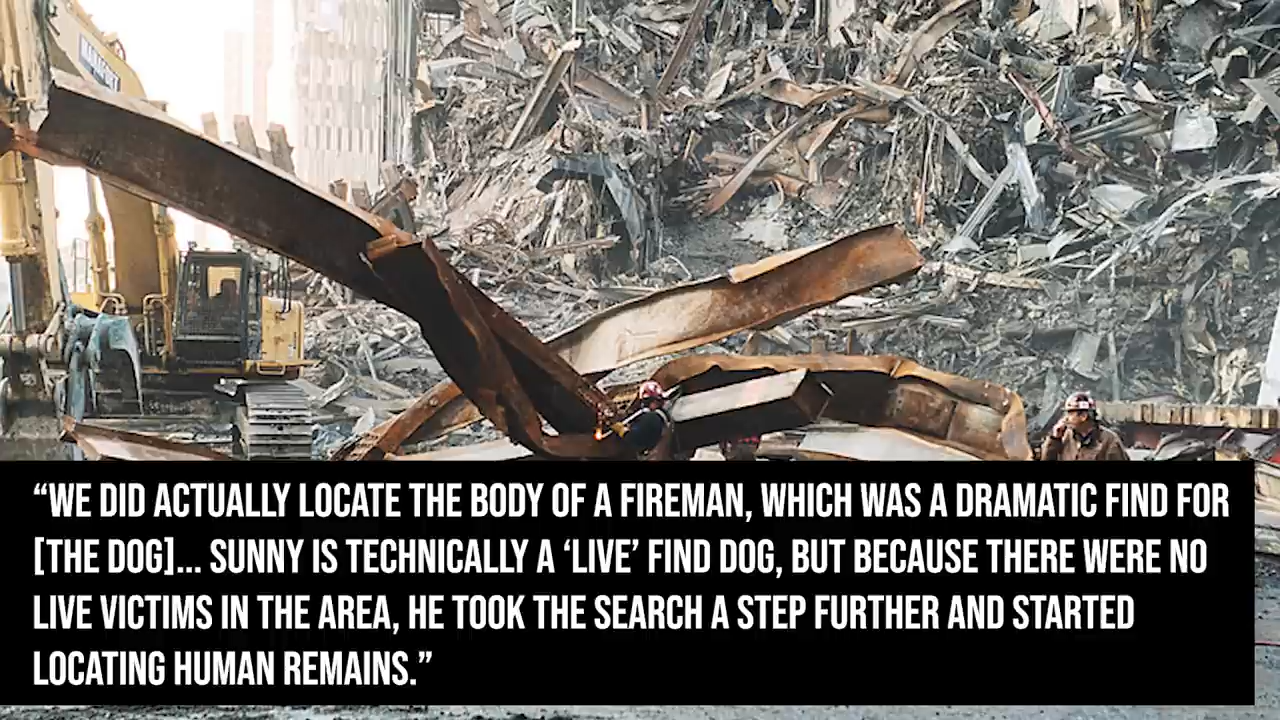 “WE DID ACTUALLY LOCATE THE BODY OF A FIREMAN, WHICH WAS A DRAMATIC FIND FOR
[THE DOG]... SUNNY IS TECHNICALLY A ‘LIVE’ FIND DOG, BUT BECAUSE THERE WERE NO
LIVE VICTIMS IN THE AREA, HE TOOK THE SEARCH A STEP FURTHER AND STARTED
LOCATING HUMAN REMAINS.”